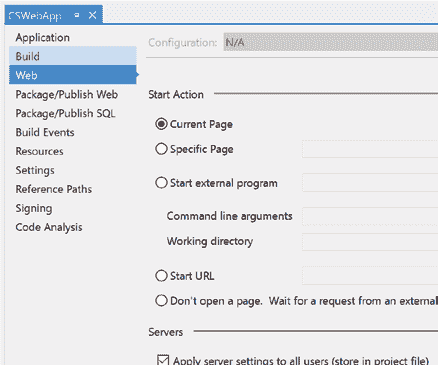 CSWebApp
Application
Build
Web
Package/Publish Web
Package/Publish SQL
Build Events
Resources
Settings
Reference Paths
Signing
Code Analysis
Configuration: N/A
Start Action
Current Page
Specific Page
Start external program
Command line arguments
Working directory
Start URL
Don't open a page. Wait for a request from an external
Servers
Apply server settings to all users (store in project file)